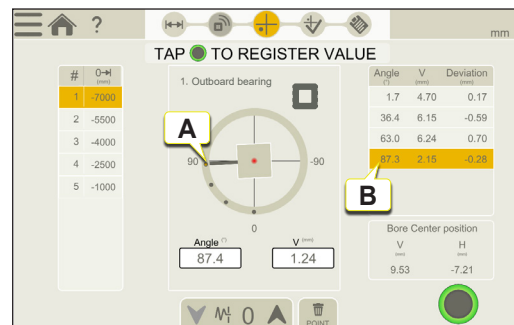 ?
mm
TAP TO REGISTER VALUE
# 0
(mm)
1 -7000
2 -5500
3 -4000
4 -2500
5 -1000
1. Outboard bearing
A
90 -90
0
Angle (°) V (mm)
87.4 1.24
0
POINT
Angle V Deviation
(°) (mm) (mm)
1.7 4.70 0.17
36.4 6.15 -0.59
63.0 6.24 0.70
87.3 2.15 -0.28
B
Bore Center position
V H
(mm) (mm)
9.53 -7.21